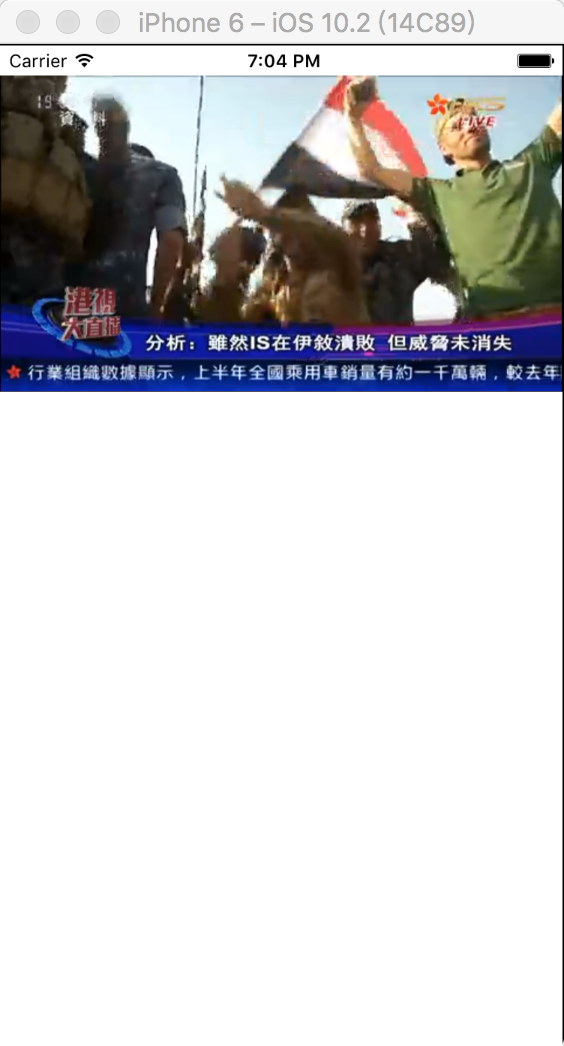 iPhone 6 – iOS 10.2 (14C89)
Carrier 7:04 PM
資 料
LIVE
港視
大直播
分析：雖然IS在伊敘潰敗 但威脅未消失
行業組織數據顯示，上半年全國乘用車銷量有約一千萬輛，較去年